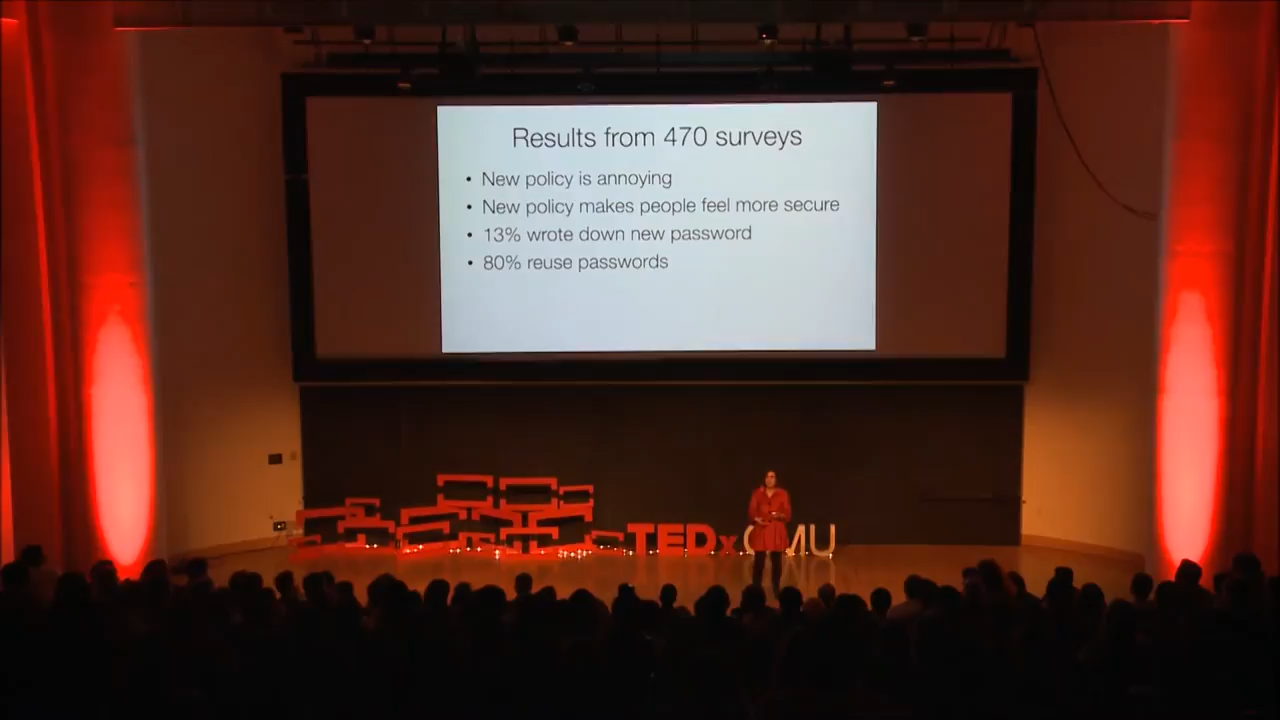 Results from 470 surveys
• New policy is annoying
• New policy makes people feel more secure
• 13% wrote down new password
• 80% reuse passwords
TEDxCMU